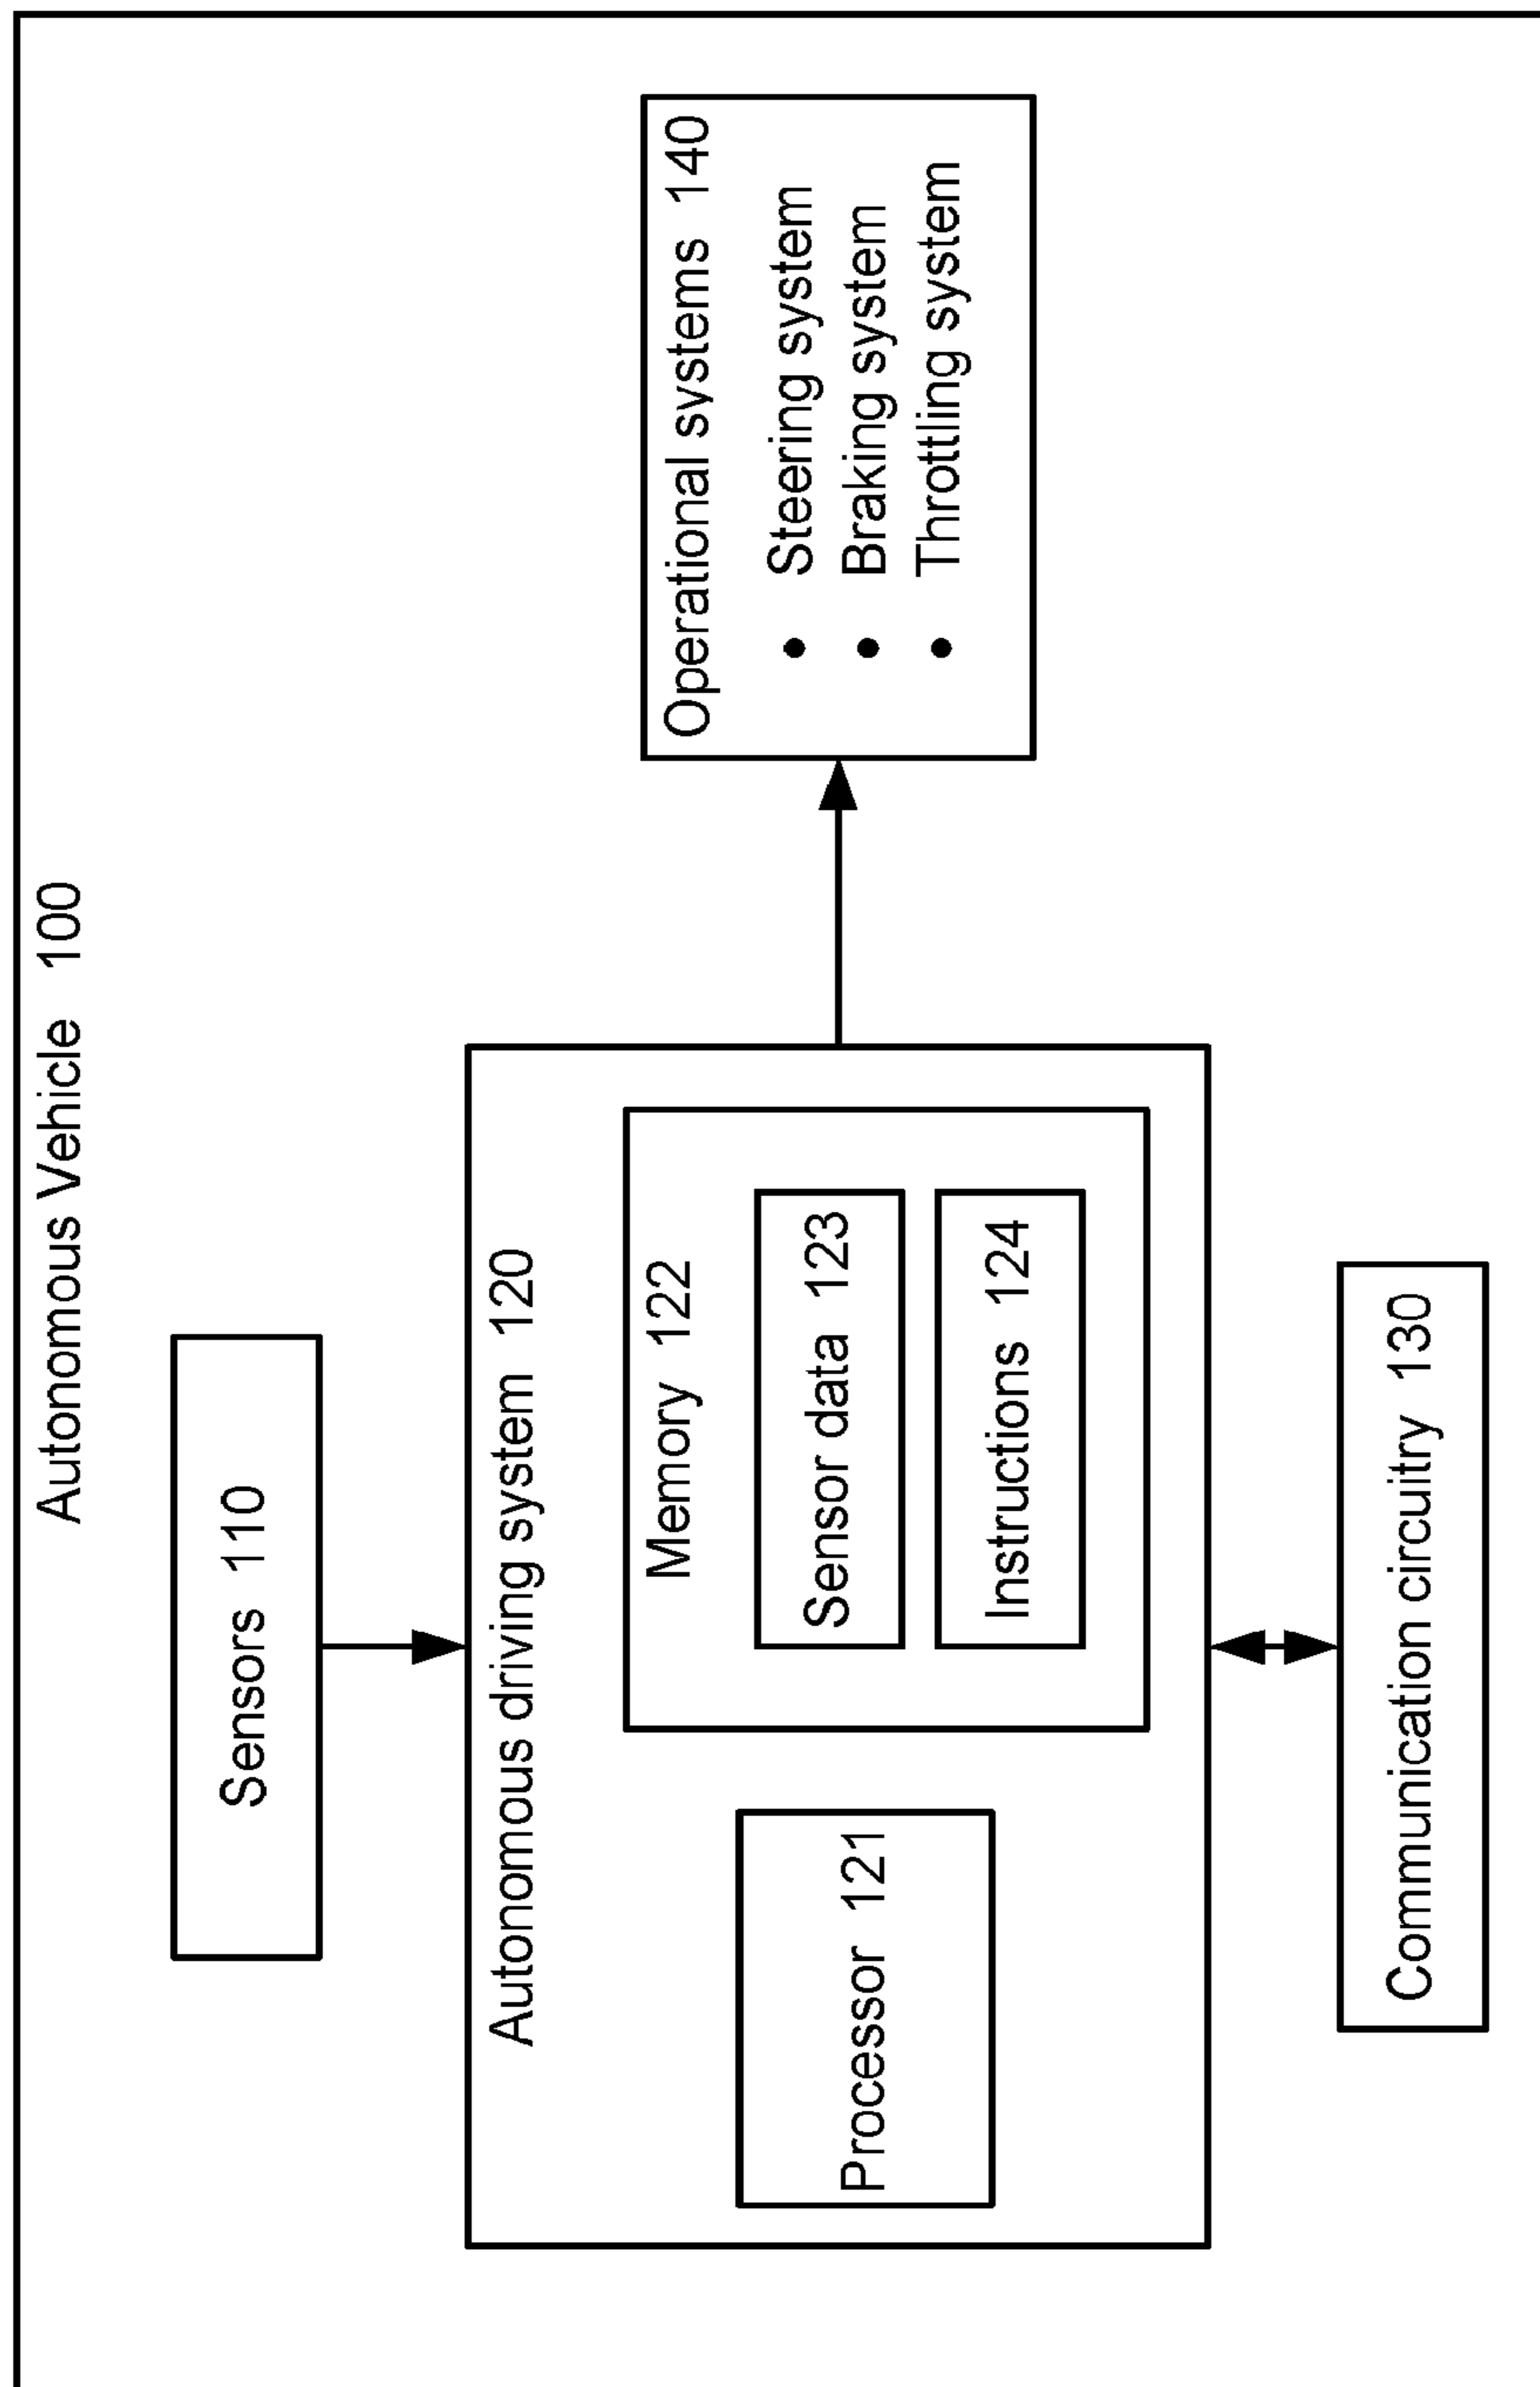 Autonomous Vehicle 100
Sensors 110
Autonomous driving system 120
Processor 121
Memory 122
Sensor data 123
Instructions 124
Operational systems 140
• Steering system
• Braking system
• Throttling system
Communication circuitry 130